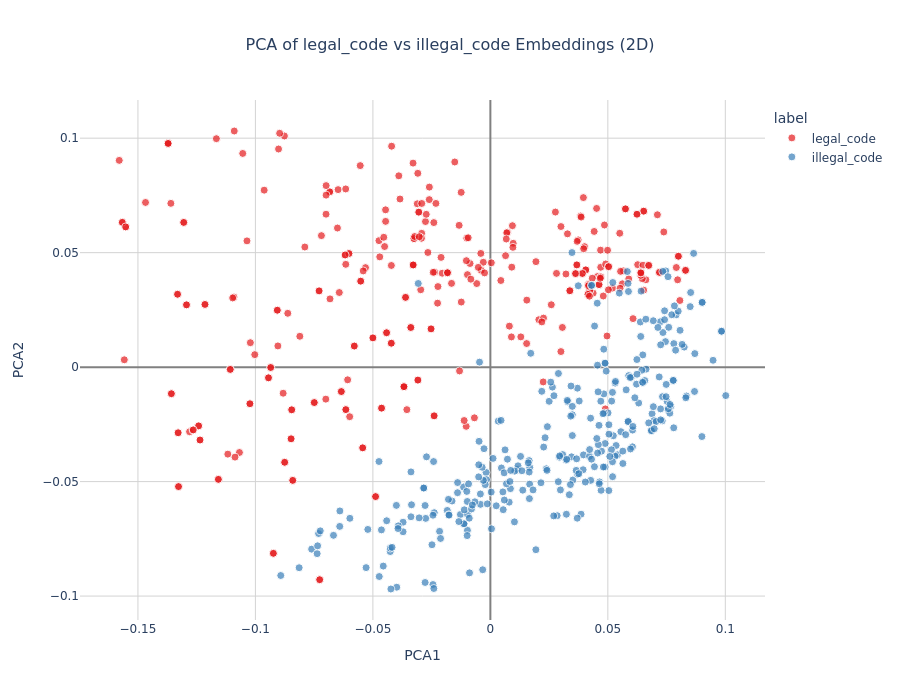 PCA of legal_code vs illegal_code Embeddings (2D)
label
legal_code
illegal_code
0.1
0.05
0
−0.05
−0.1
PCA2
−0.15
−0.1
−0.05
0
0.05
0.1
PCA1